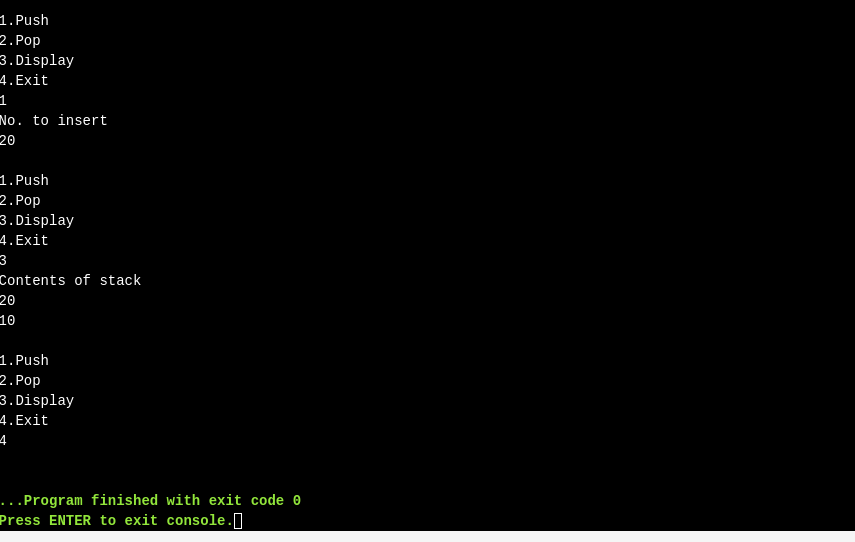 1.Push
2.Pop
3.Display
4.Exit
1
No. to insert
20
1.Push
2.Pop
3.Display
4.Exit
3
Contents of stack
20
10
1.Push
2.Pop
3.Display
4.Exit
4
...Program finished with exit code 0
Press ENTER to exit console.